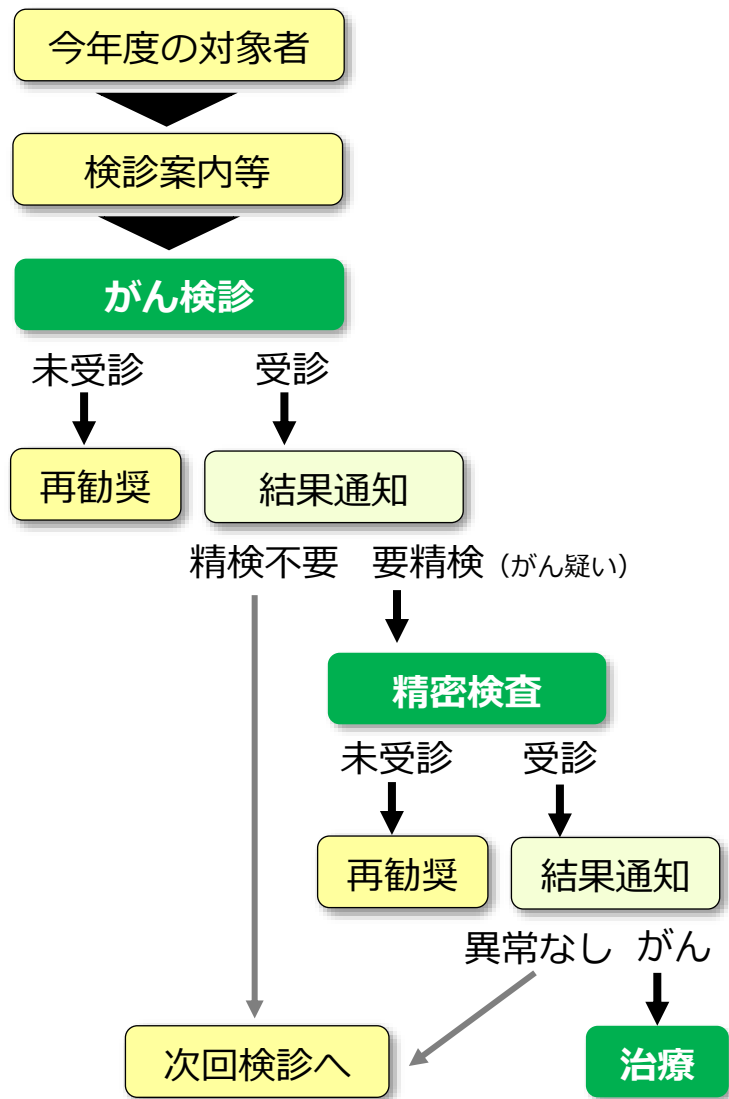 今年度の対象者
検診案内等
がん検診
未受診 受診
再勧奨 結果通知
精検不要 要精検（がん疑い）
精密検査
未受診 受診
再勧奨 結果通知
異常なし がん
次回検診へ 治療